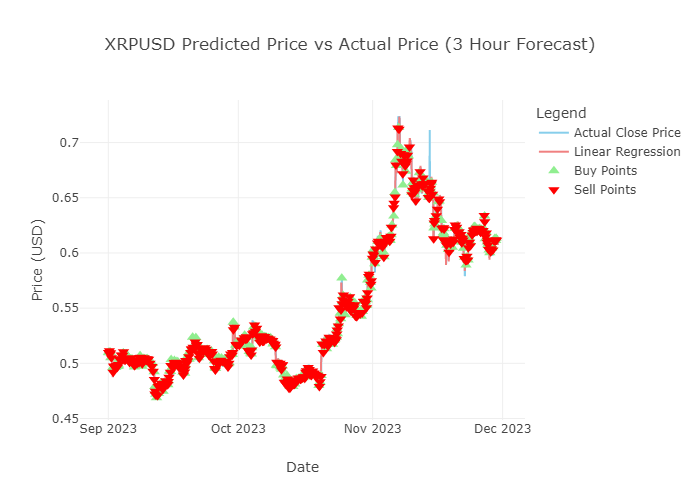 XRPUSD Predicted Price vs Actual Price (3 Hour Forecast)
Legend
Actual Close Price
Linear Regression
Buy Points
Sell Points
Price (USD)
0.7
0.65
0.6
0.55
0.5
0.45
Sep 2023
Oct 2023
Nov 2023
Dec 2023
Date